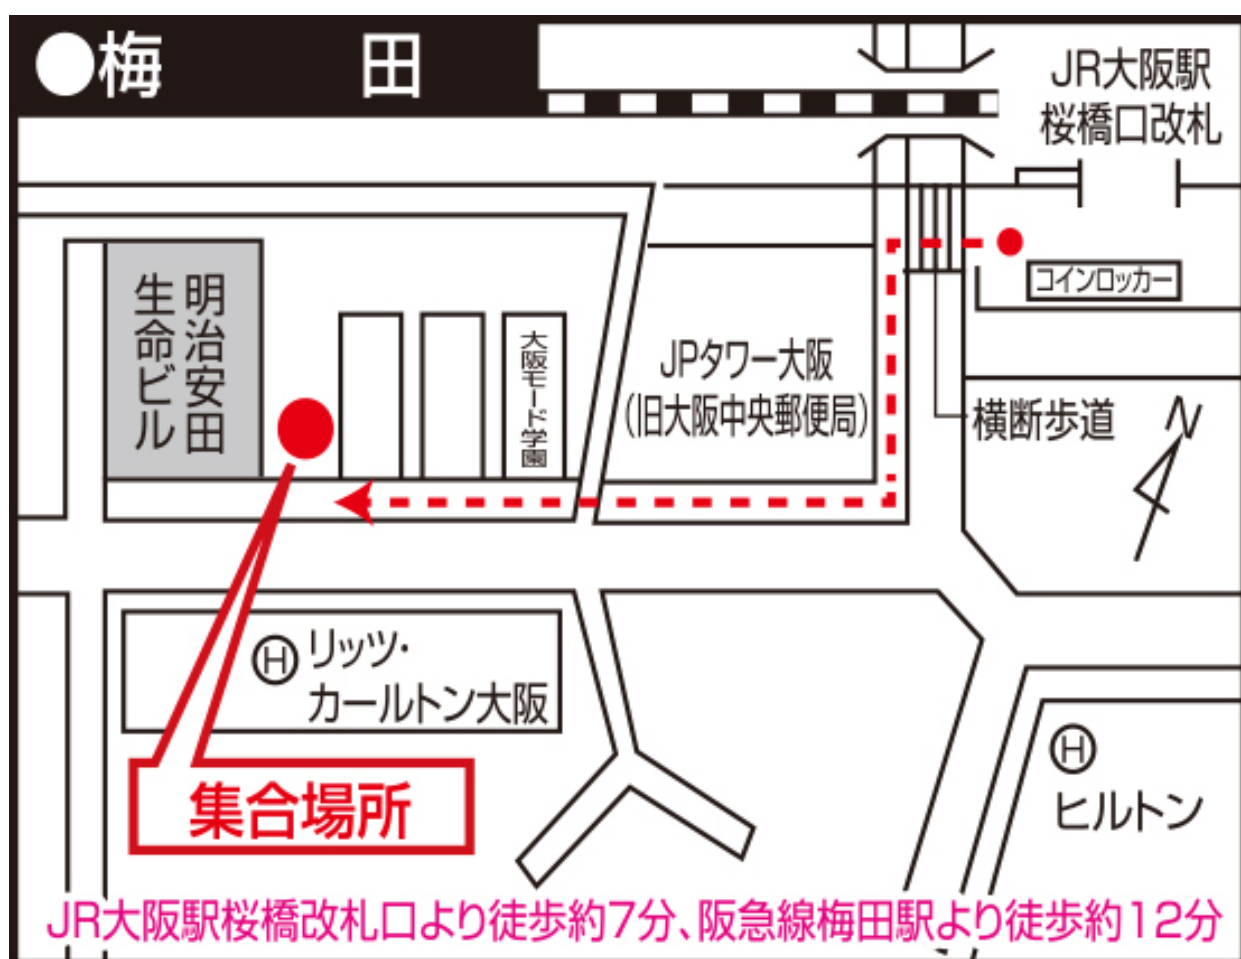 ●梅 田
JR大阪駅
桜橋口改札
コインロッカー
明治安田
生命ビル
大阪モード学園
JPタワー大阪
(旧大阪中央郵便局)
横断歩道
N
Ⓗリッツ・
カールトン大阪
Ⓗ
ヒルトン
集合場所
JR大阪駅桜橋改札口より徒歩約7分、阪急線梅田駅より徒歩約12分